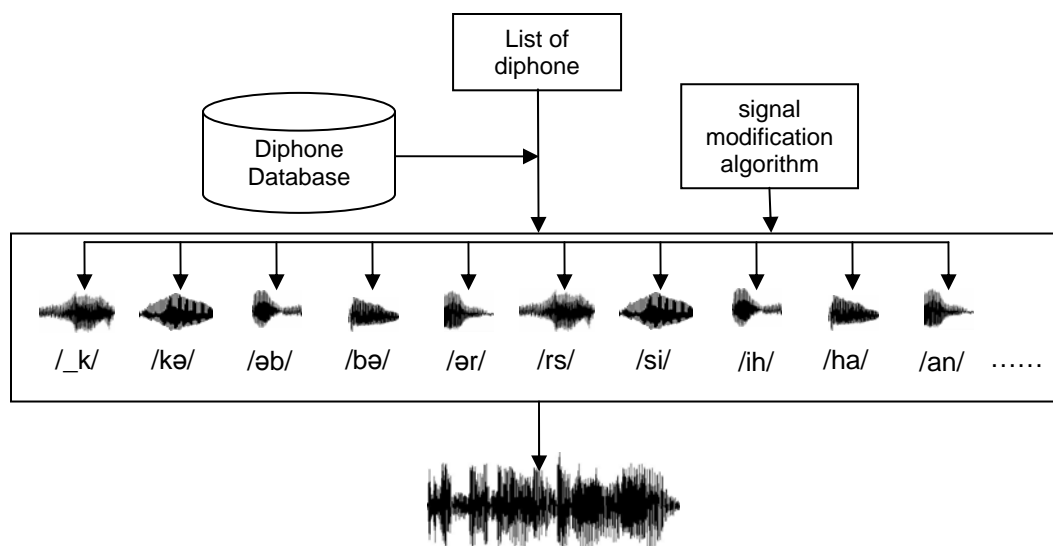 List of
diphone
signal
modification
algorithm
Diphone
Database
/_k/ /kə/ /əb/ /bə/ /ər/ /rs/ /si/ /ih/ /ha/ /an/ ……